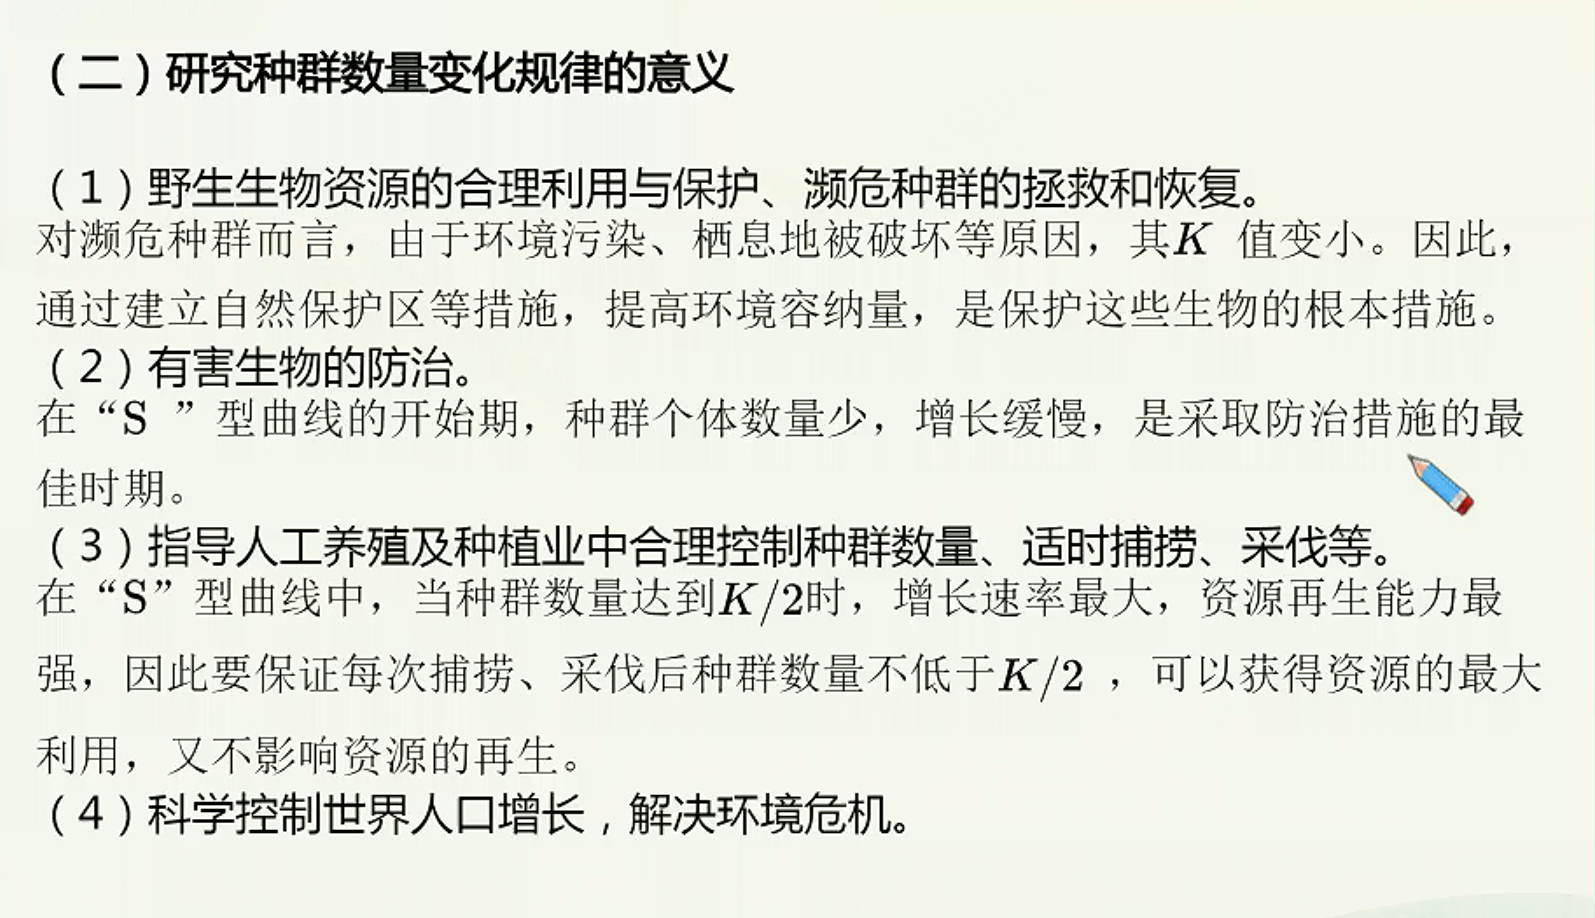 （二）研究种群数量变化规律的意义
（1）野生生物资源的合理利用与保护、濒危种群的拯救和恢复。
对濒危种群而言，由于环境污染、栖息地被破坏等原因，其K 值变小。因此，
通过建立自然保护区等措施，提高环境容纳量，是保护这些生物的根本措施。
（2）有害生物的防治。
在“S ”型曲线的开始期，种群个体数量少，增长缓慢，是采取防治措施的最
佳时期。
（3）指导人工养殖及种植业中合理控制种群数量、适时捕捞、采伐等。
在“S”型曲线中，当种群数量达到K/2时，增长速率最大，资源再生能力最
强，因此要保证每次捕捞、采伐后种群数量不低于K/2 ，可以获得资源的最大
利用，又不影响资源的再生。
（4）科学控制世界人口增长，解决环境危机。